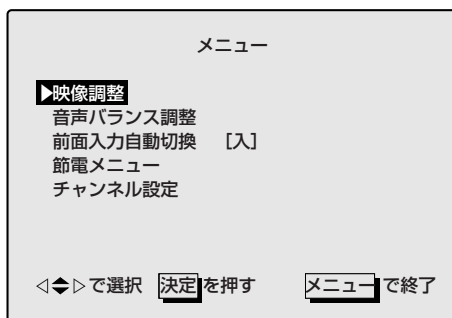 メニュー
▶映像調整
音声バランス調整
前面入力自動切換 [入]
節電メニュー
チャンネル設定
◁◆▷で選択 決定を押す メニューで終了